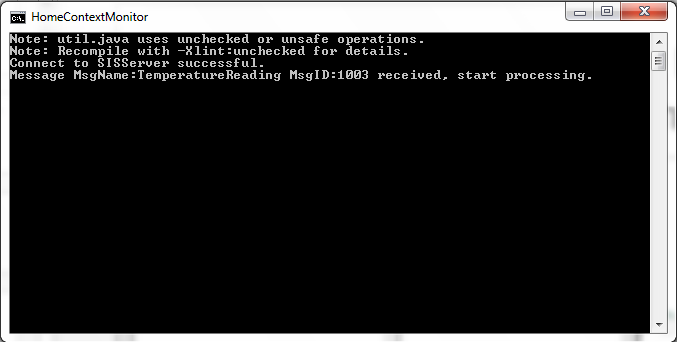 HomeContextMonitor
Note: util.java uses unchecked or unsafe operations.
Note: Recompile with -Xlint:unchecked for details.
Connect to SISServer successful.
Message MsgName:TemperatureReading MsgID:1003 received, start processing.